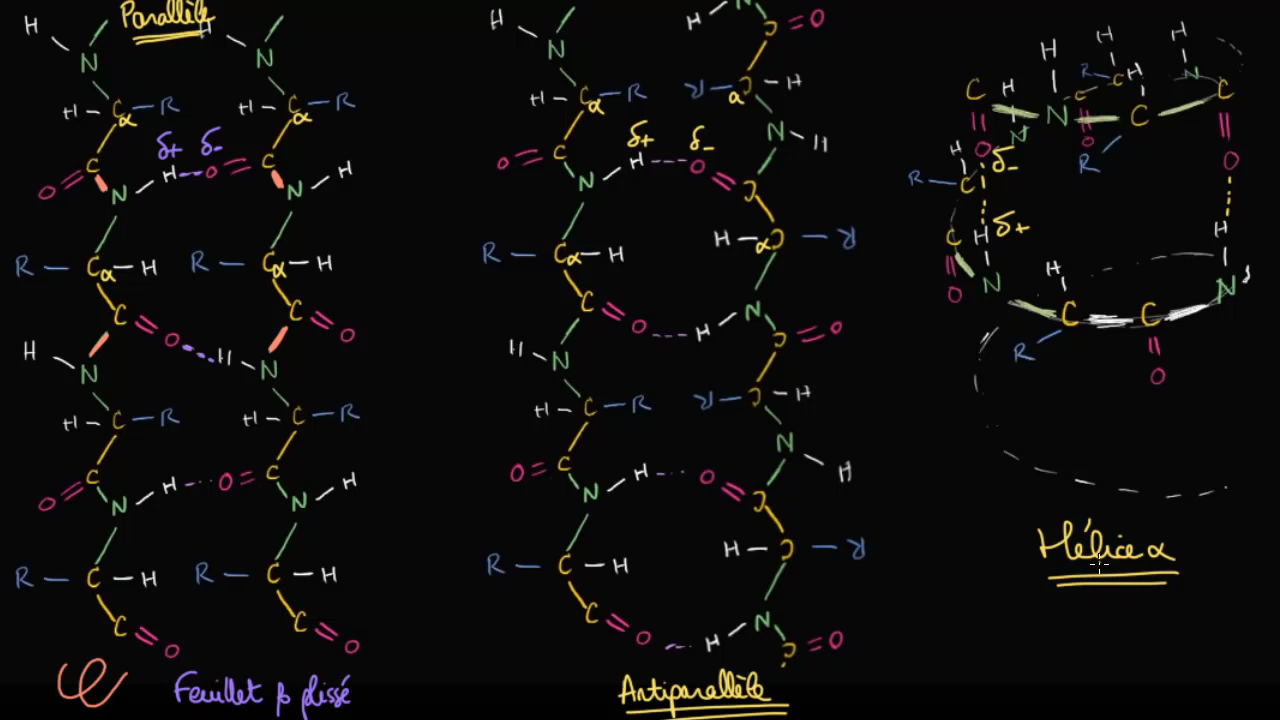 Parallèle
H N H N
H C α R H C α R
δ+ δ-
O C N H O C N H
R C α H R C α H
C O C O
H N H N
H C R H C R
O C N H O C N H
R C H R C H
C O C O
Feuillet β plissé
H N H N C O
H C α R R C α H
N H
δ+ δ-
O C N H O C
R C α H H C α R
C O H N
C O
H N
H C R R C H
N H
O C N H O C
R C H H C R
C O H N
C O
Antiparallèle
H H H
C H N C R C H C N C
O N O R O
H O δ- O
R C
δ+
C H H
O N H N
C C
R O
Hélice α